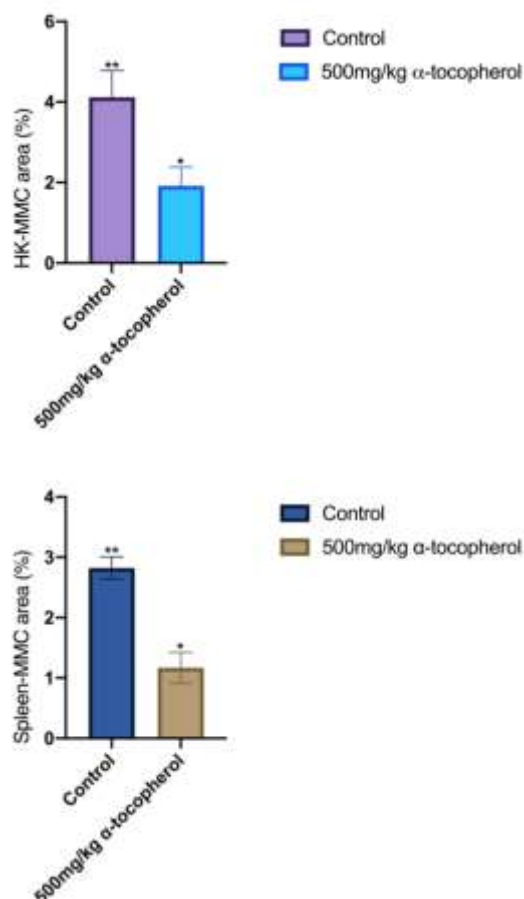 HK-MMC area (%)
6
4
2
0
**
*
Control
500mg/kg α-tocopherol
Control
500mg/kg α-tocopherol
Spleen-MMC area (%)
4
3
2
1
0
**
*
Control
500mg/kg α-tocopherol
Control
500mg/kg α-tocopherol